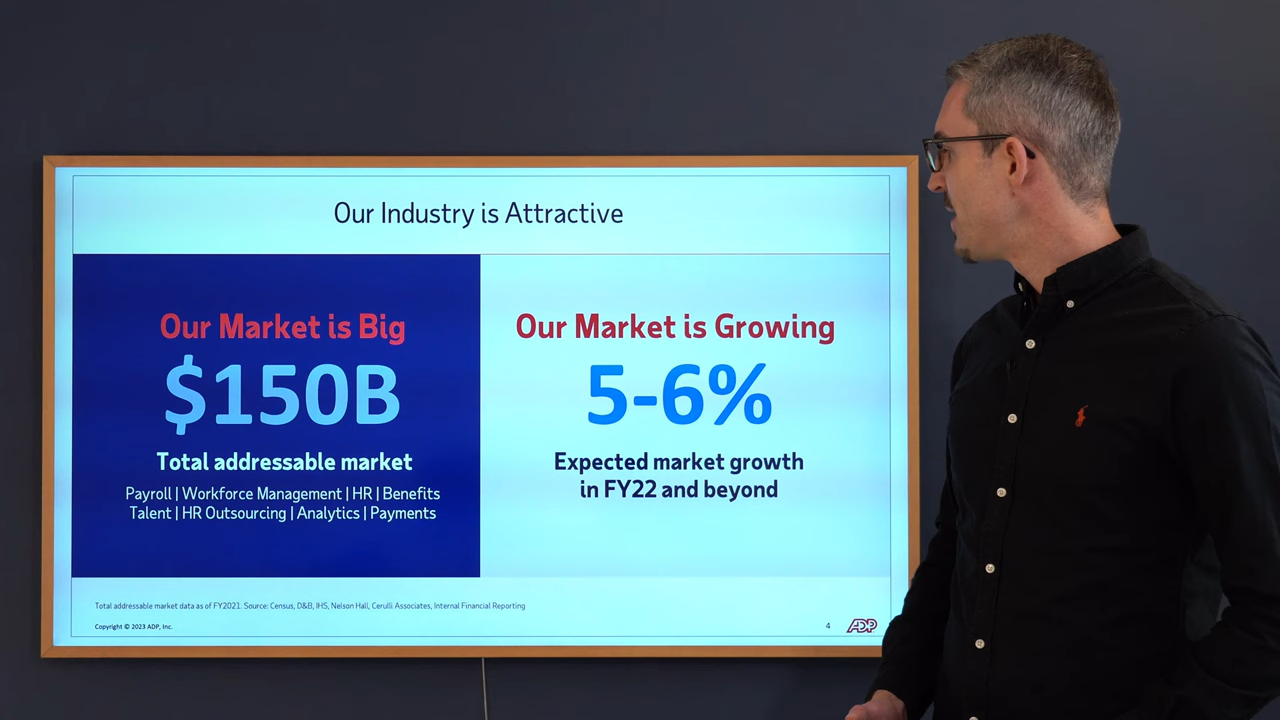 Our Industry is Attractive
Our Market is Big
$150B
Total addressable market
Payroll | Workforce Management | HR | Benefits
Talent | HR Outsourcing | Analytics | Payments
Our Market is Growing
5-6%
Expected market growth
in FY22 and beyond
Total addressable market data as of FY2021. Source: Census, D&B, IHS, Nelson Hall, Cerulli Associates, Internal Financial Reporting
Copyright © 2023 ADP, Inc.
4
ADP